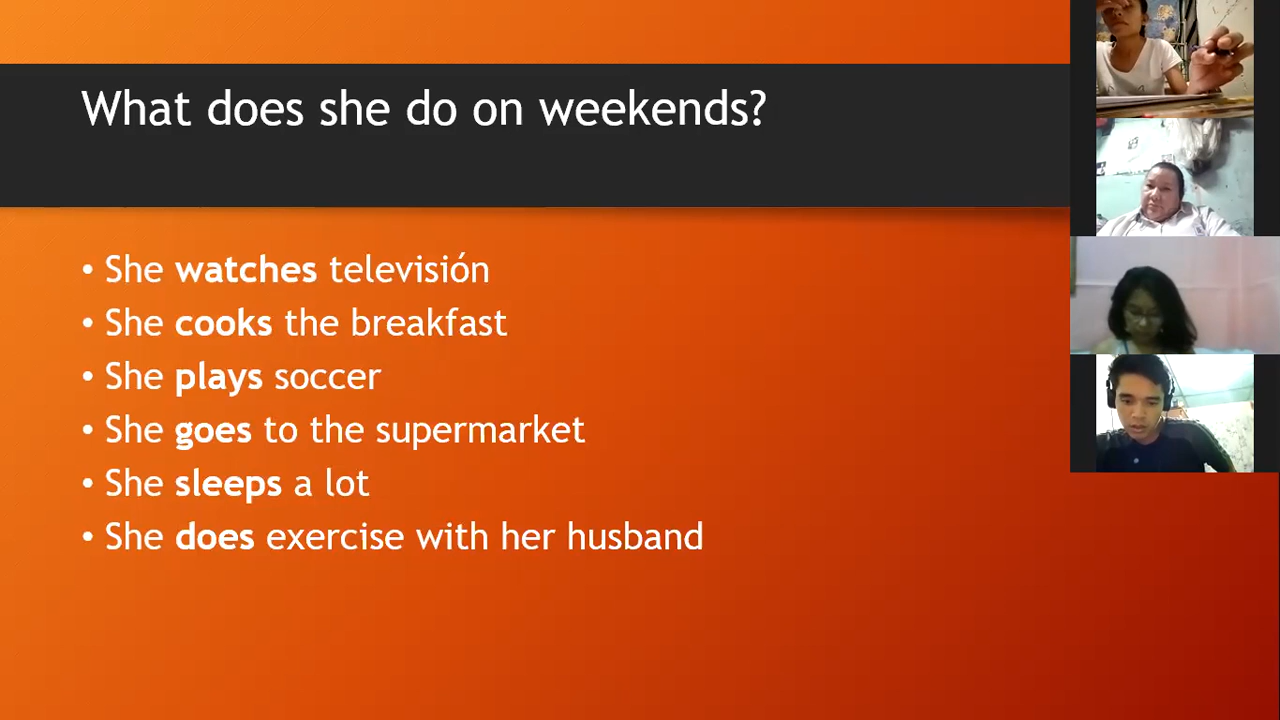 What does she do on weekends?
• She watches televisión
• She cooks the breakfast
• She plays soccer
• She goes to the supermarket
• She sleeps a lot
• She does exercise with her husband